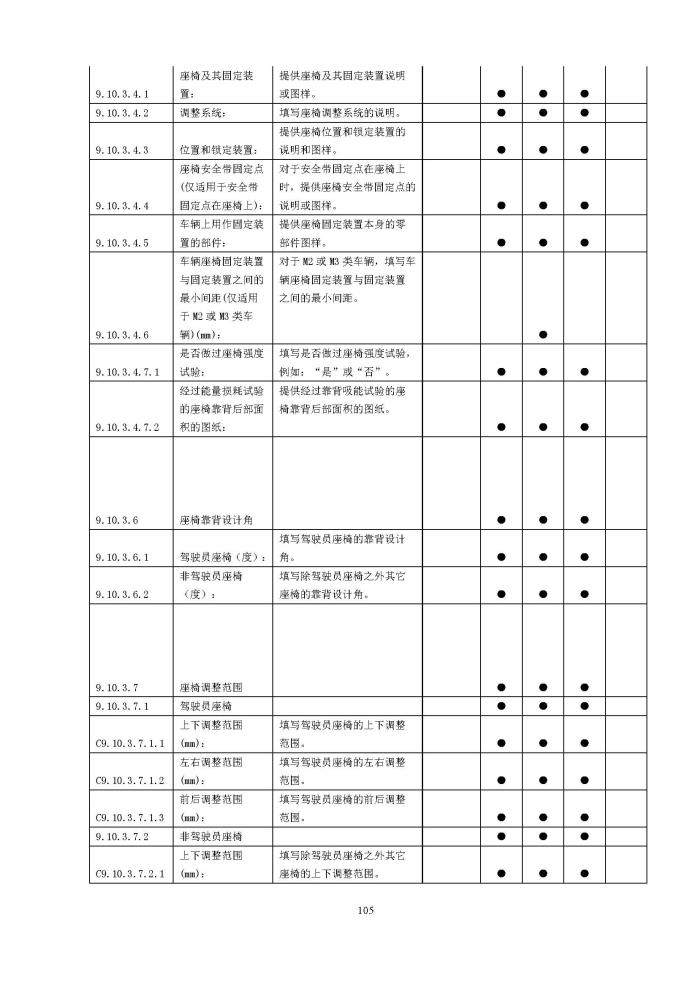 座椅及其固定装 提供座椅及其固定装置说明
9.10.3.4.1 置： 或图样。 ● ● ●
9.10.3.4.2 调整系统： 填写座椅调整系统的说明。 ● ● ●
提供座椅位置和锁定装置的
9.10.3.4.3 位置和锁定装置： 说明和图样。 ● ● ●
座椅安全带固定点 对于安全带固定点在座椅上
(仅适用于安全带 时，提供座椅安全带固定点的
9.10.3.4.4 固定点在座椅上)： 说明或图样。 ● ● ●
车辆上用作固定装 提供座椅固定装置本身的零
9.10.3.4.5 置的部件： 部件图样。 ● ● ●
车辆座椅固定装置 对于 M2 或 M3 类车辆，填写车
与固定装置之间的 辆座椅固定装置与固定装置
最小间距(仅适用 之间的最小间距。
于 M2 或 M3 类车
9.10.3.4.6 辆)(mm)： ●
是否做过座椅强度 填写是否做过座椅强度试验，
9.10.3.4.7.1 试验： 例如：“是”或“否”。 ● ● ●
经过能量损耗试验 提供经过靠背吸能试验的座
的座椅靠背后部面 椅靠背后部面积的图纸。
9.10.3.4.7.2 积的图纸： ● ● ●
9.10.3.6 座椅靠背设计角 ● ● ●
填写驾驶员座椅的靠背设计
9.10.3.6.1 驾驶员座椅（度）： 角。 ● ● ●
非驾驶员座椅 填写除驾驶员座椅之外其它
9.10.3.6.2 （度）： 座椅的靠背设计角。 ● ● ●
9.10.3.7 座椅调整范围 ● ● ●
9.10.3.7.1 驾驶员座椅 ● ● ●
上下调整范围 填写驾驶员座椅的上下调整
C9.10.3.7.1.1 (mm)： 范围。 ● ● ●
左右调整范围 填写驾驶员座椅的左右调整
C9.10.3.7.1.2 (mm)： 范围。 ● ● ●
前后调整范围 填写驾驶员座椅的前后调整
C9.10.3.7.1.3 (mm)： 范围。 ● ● ●
9.10.3.7.2 非驾驶员座椅 ● ● ●
上下调整范围 填写除驾驶员座椅之外其它
C9.10.3.7.2.1 (mm)： 座椅的上下调整范围。 ● ● ●
105